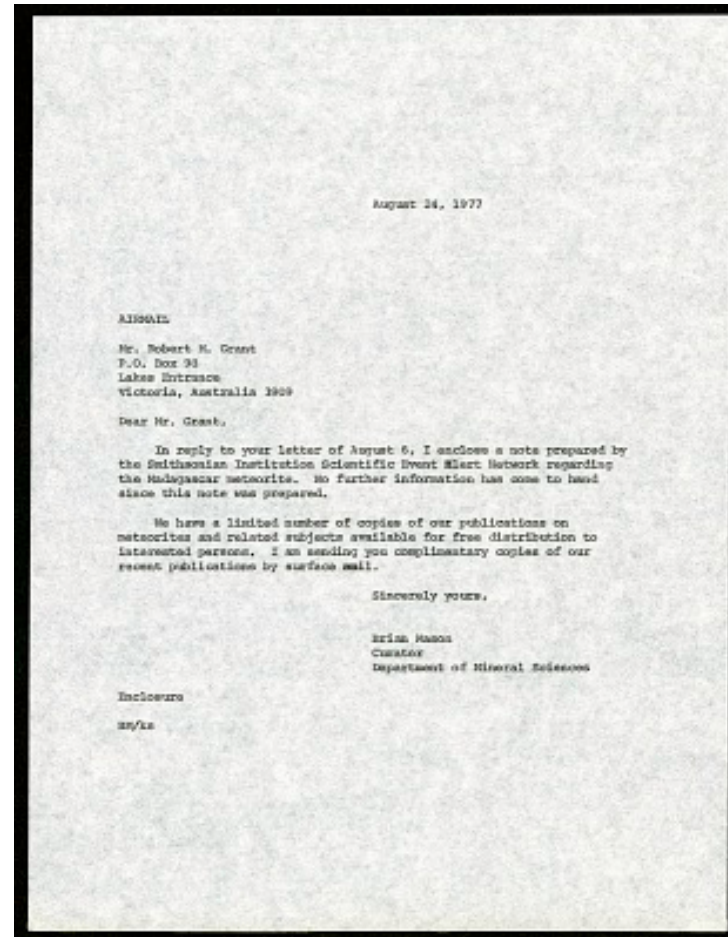 August 24, 1977
AIRMAIL
Mr. Robert M. Grant
P.O. Box 98
Lakes Entrance
Victoria, Australia 3909
Dear Mr. Grant,
In reply to your letter of August 6, I enclose a note prepared by
the Smithsonian Institution Scientific Event Alert Network regarding
the Madagascar meteorite. No further information has come to hand
since this note was prepared.
We have a limited number of copies of our publications on
meteorites and related subjects available for free distribution to
interested persons. I am sending you complimentary copies of our
recent publications by surface mail.
Sincerely yours,
Brian Mason
Curator
Department of Mineral Sciences
Enclosure
BM/ks